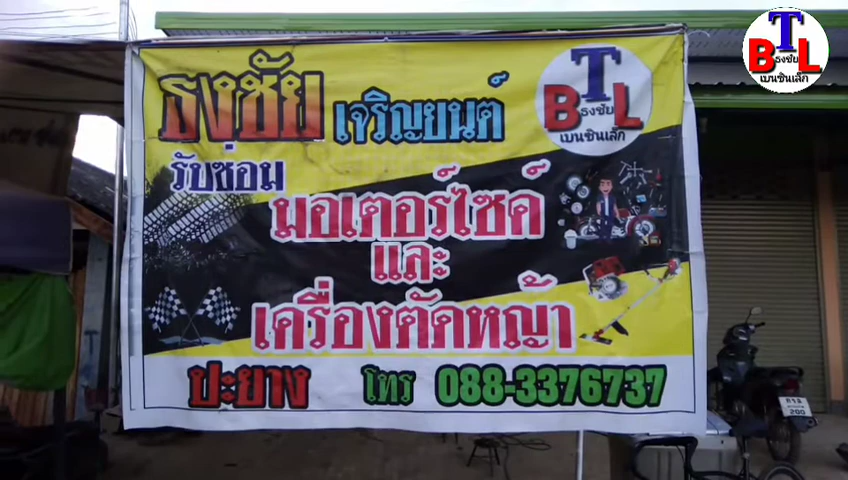 ธงชัย เจริญยนต์
BTL
ธงชัย
เบนซินเล็ก
รับซ่อม
มอเตอร์ไซค์
และ
เครื่องตัดหญ้า
ปะยาง โทร 088-3376737
BTL
ธงชัย
เบนซินเล็ก
200